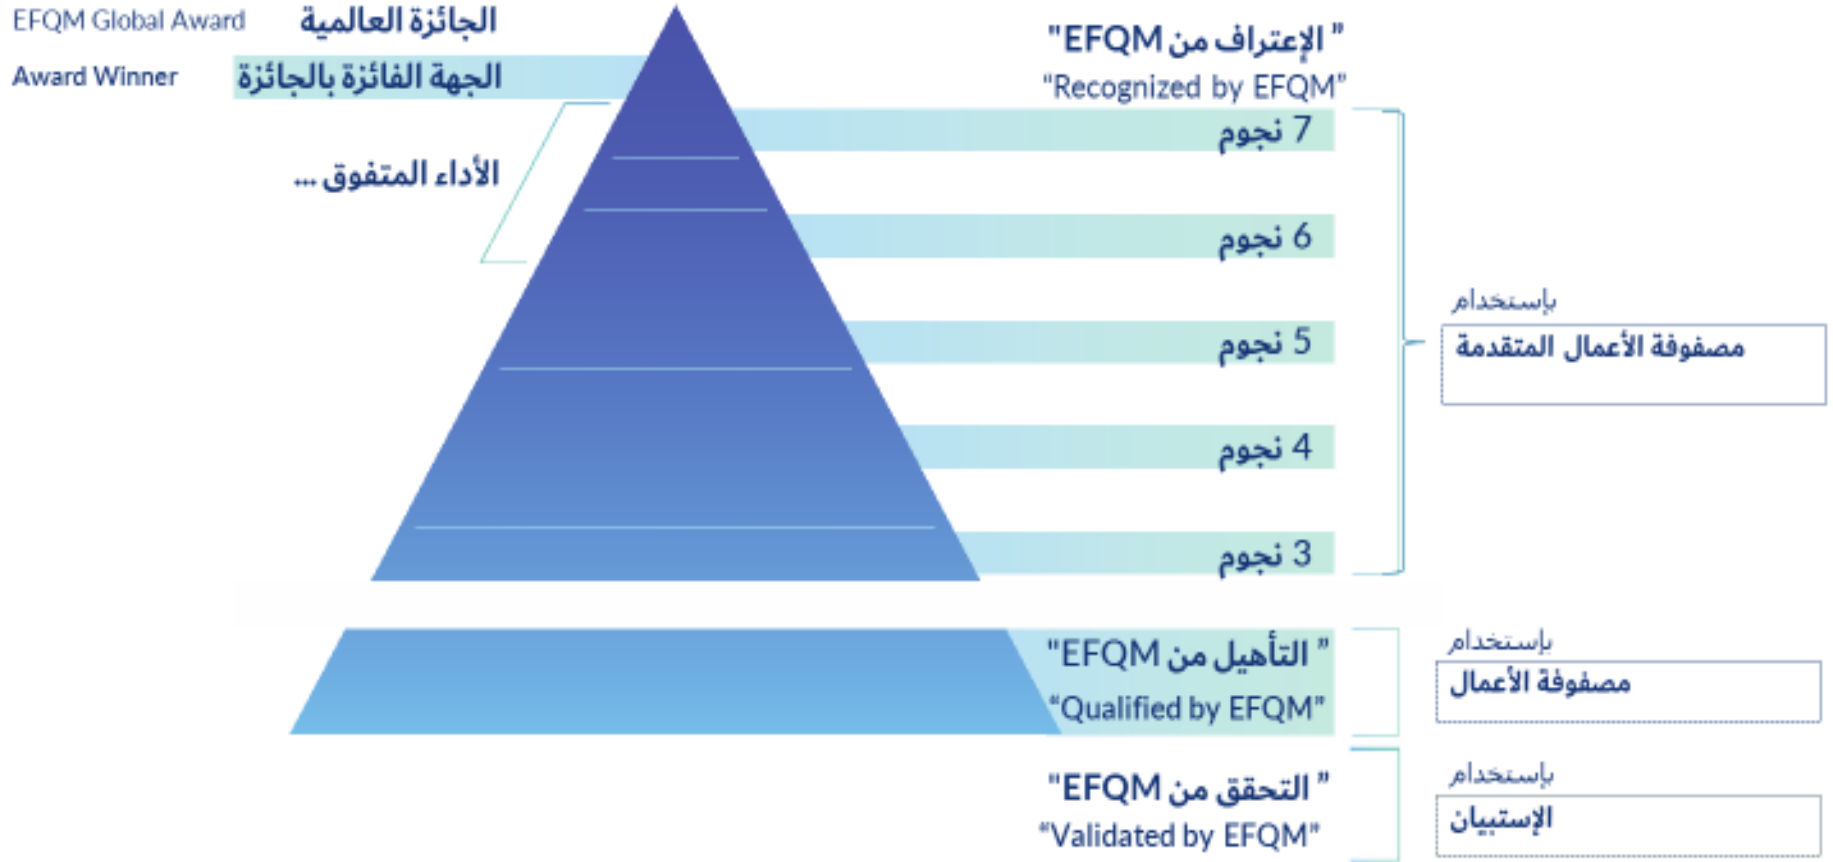 EFQM Global Award
الجائزة العالمية
Award Winner
الجهة الفائزة بالجائزة
الأداء المتفوق ...
" الإعتراف من EFQM"
“Recognized by EFQM”
7 نجوم
6 نجوم
5 نجوم
4 نجوم
3 نجوم
بإستخدام
مصفوفة الأعمال المتقدمة
" التأهيل من EFQM"
“Qualified by EFQM”
بإستخدام
مصفوفة الأعمال
" التحقق من EFQM"
“Validated by EFQM”
بإستخدام
الإستبيان